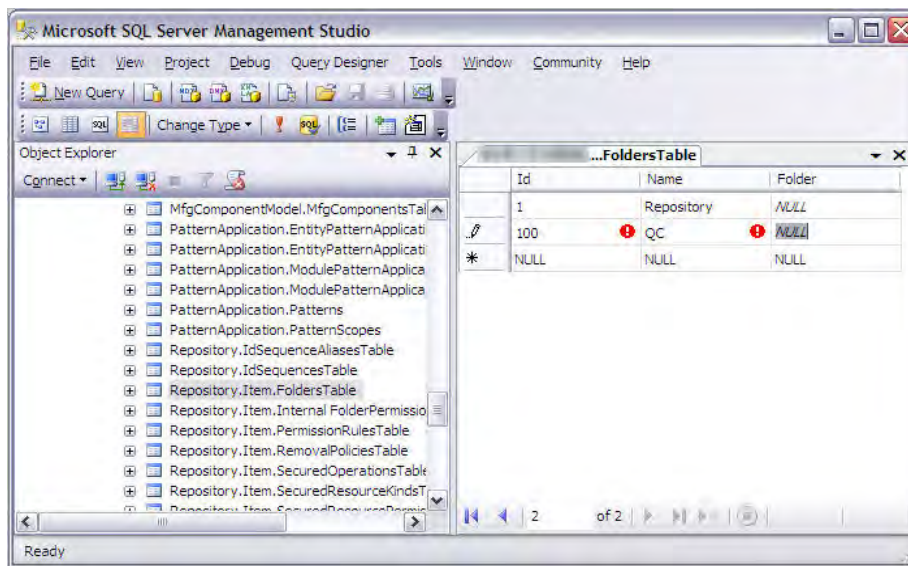 Microsoft SQL Server Management Studio
File Edit View Project Debug Query Designer Tools Window Community Help
New Query
SQL Change Type
Object Explorer
...FoldersTable
Connect
Id Name Folder
MfgComponentModel.MfgComponentsTal
1 Repository NULL
PatternApplication.EntityPatternApplicati
100 QC NULL
PatternApplication.EntityPatternApplicati
NULL NULL NULL
PatternApplication.ModulePatternApplica
PatternApplication.ModulePatternApplica
PatternApplication.Patterns
PatternApplication.PatternScopes
Repository.IdSequenceAliasesTable
Repository.IdSequencesTable
Repository.Item.FoldersTable
Repository.Item.Internal FolderPermissio
Repository.Item.PermissionRulesTable
Repository.Item.RemovalPoliciesTable
Repository.Item.SecuredOperationsTable
Repository.Item.SecuredResourceKindsT
2 of 2
Ready